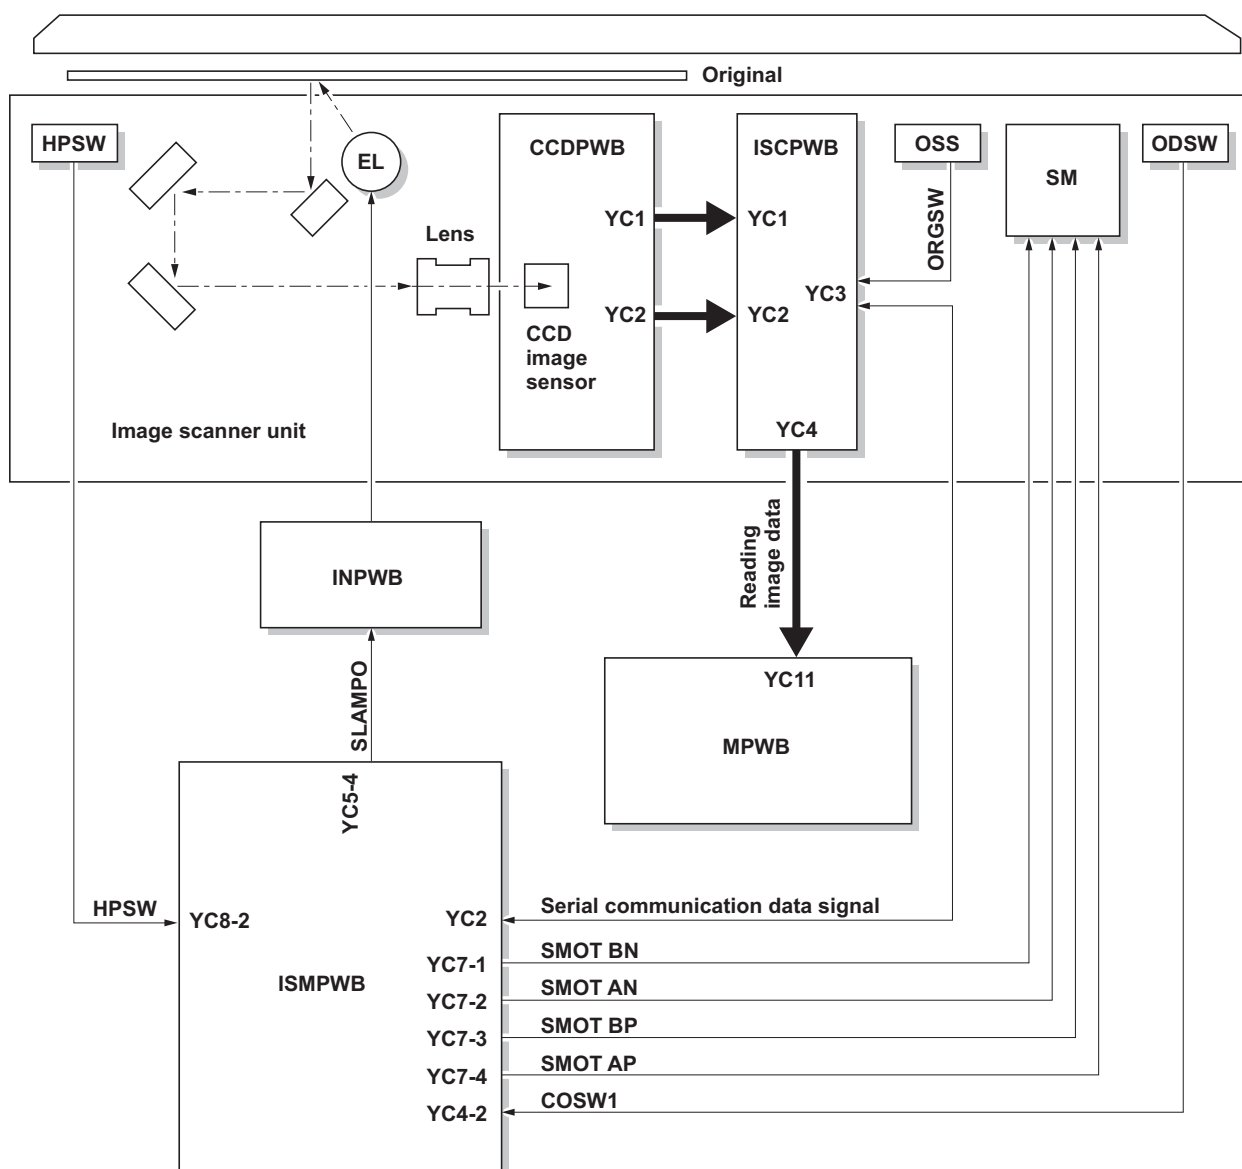 Original
HPSW
EL
CCDPWB
ISCPWB
OSS
SM
ODSW
YC1
YC1
ORGSW
Lens
YC3
YC2
YC2
CCD
image
sensor
Image scanner unit
YC4
INPWB
Reading
image data
SLAMPO
YC11
MPWB
YC5-4
HPSW
YC8-2
YC2
Serial communication data signal
ISMPWB
YC7-1
SMOT BN
YC7-2
SMOT AN
YC7-3
SMOT BP
YC7-4
SMOT AP
YC4-2
COSW1